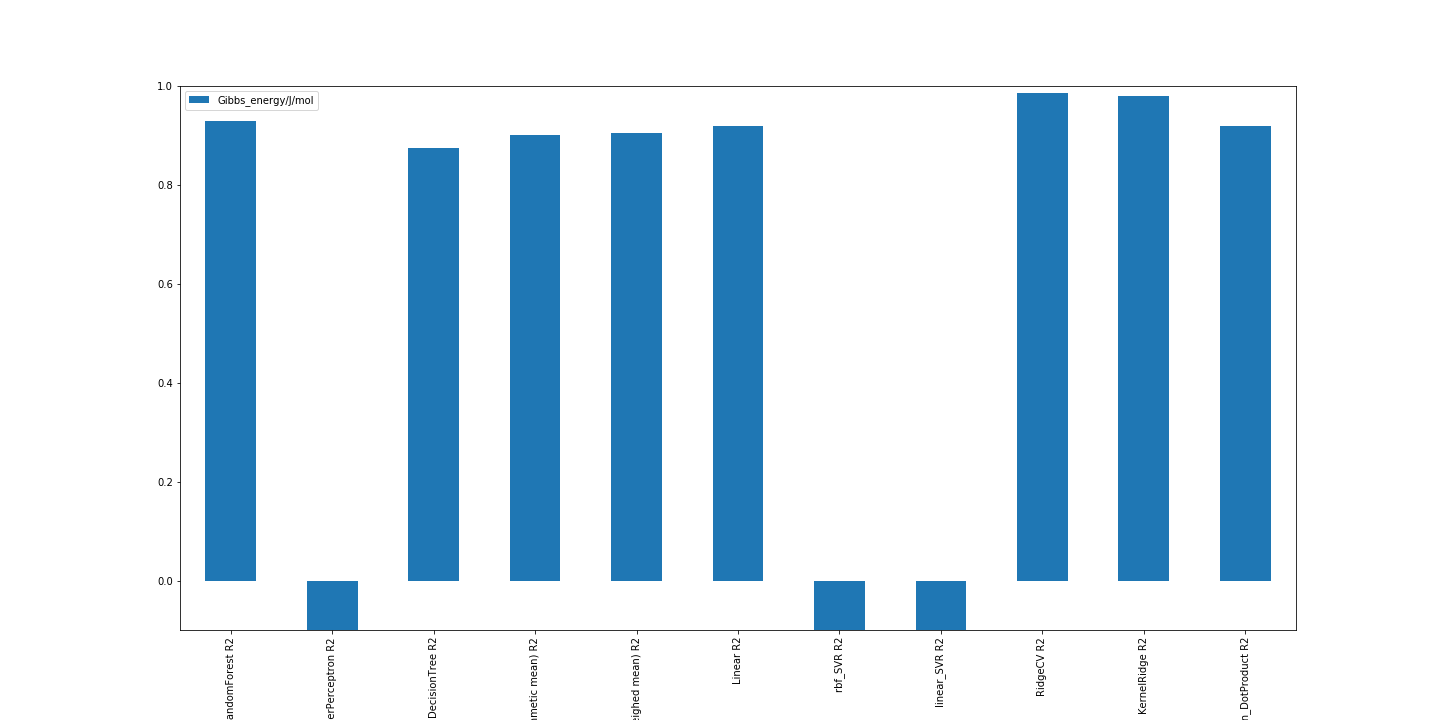 Gibbs_energy/J/mol
1.0
0.8
0.6
0.4
0.2
0.0
andomForest R2
erPerceptron R2
DecisionTree R2
metic mean) R2
eighed mean) R2
Linear R2
rbf_SVR R2
linear_SVR R2
RidgeCV R2
KernelRidge R2
n_DotProduct R2